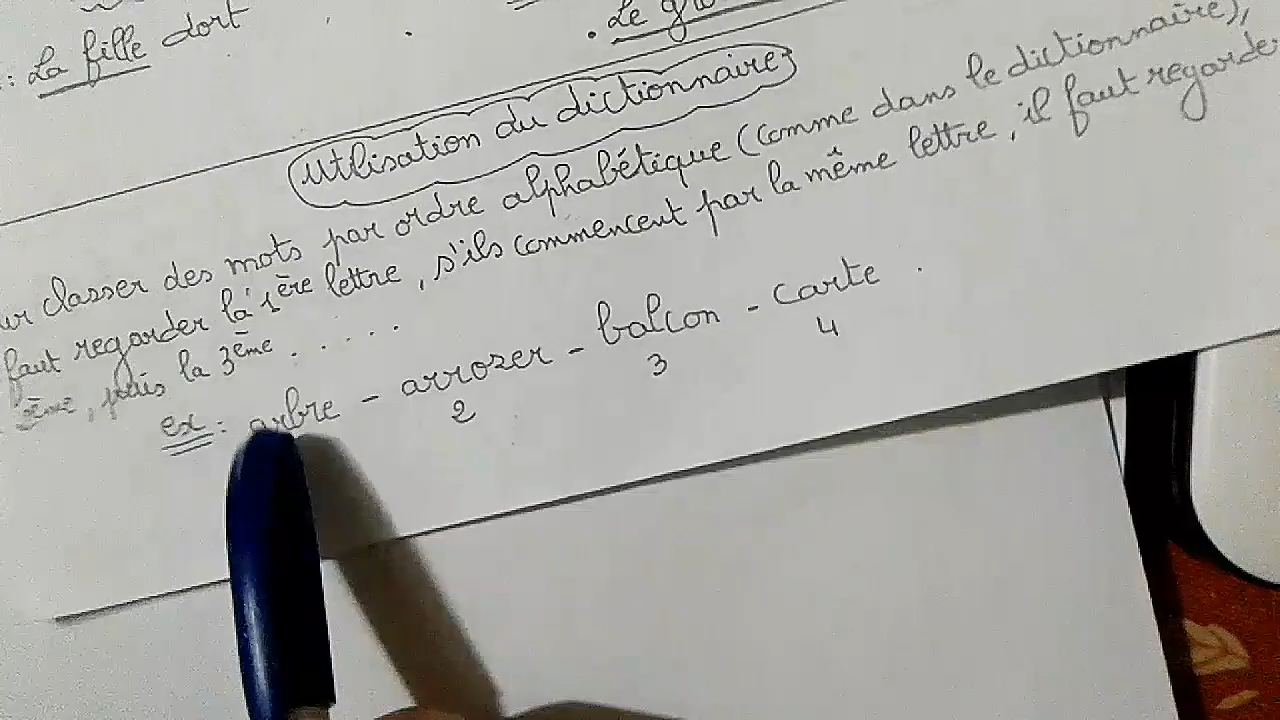 : La fille dort
. Le
Utilisation du dictionnaire
classer des mots par ordre alphabétique (comme dans le dictionnaire),
faut regarder la 1ère lettre, s'ils commencent par la même lettre, il faut regarder
, puis la 3ème . . . . .
ex : arbre - arrozer - balcon - carte .
2 3 4